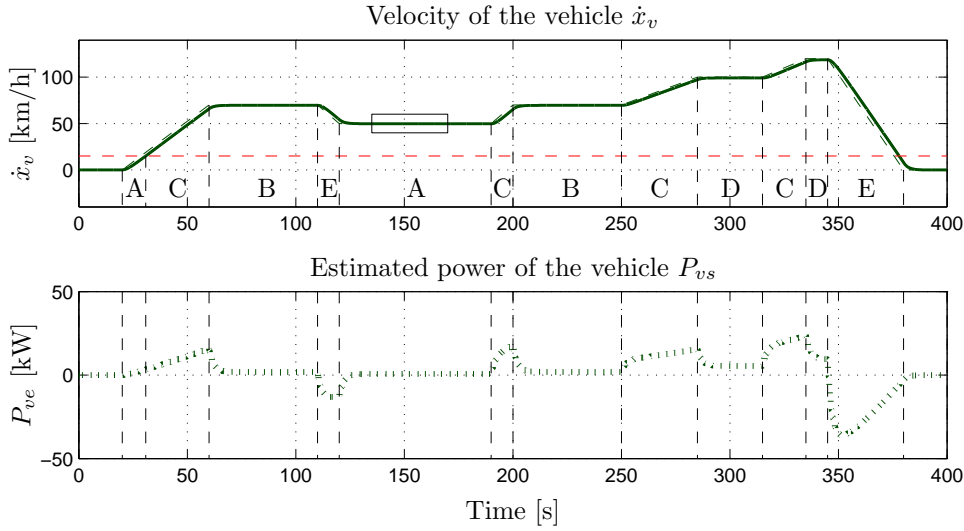 Velocity of the vehicle ẋ_v
ẋ_v [km/h]
100
50
0
A C B E A C B C D C D E
0 50 100 150 200 250 300 350 400
Estimated power of the vehicle P_vs
P_ve [kW]
50
0
−50
0 50 100 150 200 250 300 350 400
Time [s]